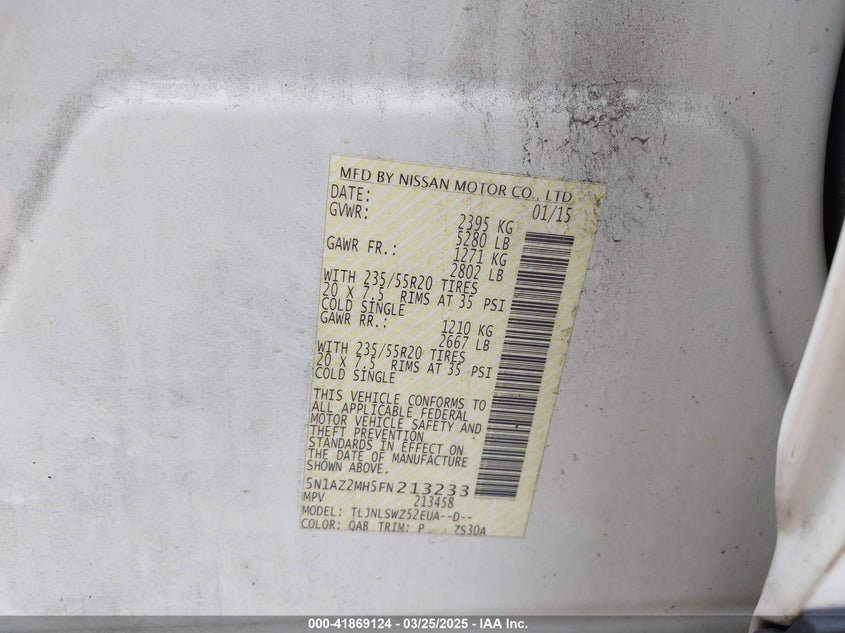 MFD BY NISSAN MOTOR CO., LTD.
DATE: 01/15
GVWR: 2395 KG
5280 LB
GAWR FR.: 1271 KG
2802 LB
WITH 235/55R20 TIRES
20 X 7.5 RIMS AT 35 PSI
COLD SINGLE
GAWR RR.: 1210 KG
2667 LB
WITH 235/55R20 TIRES
20 X 7.5 RIMS AT 35 PSI
COLD SINGLE
THIS VEHICLE CONFORMS TO
ALL APPLICABLE FEDERAL
MOTOR VEHICLE SAFETY AND
THEFT PREVENTION
STANDARDS IN EFFECT ON
THE DATE OF MANUFACTURE
SHOWN ABOVE.
5N1AZ2MH5FN213233
MPV 213458
MODEL: TLJNLSWZ52EUA--D--
COLOR: QAB TRIM: P ZS30A
000-41869124 - 03/25/2025 - IAA Inc.